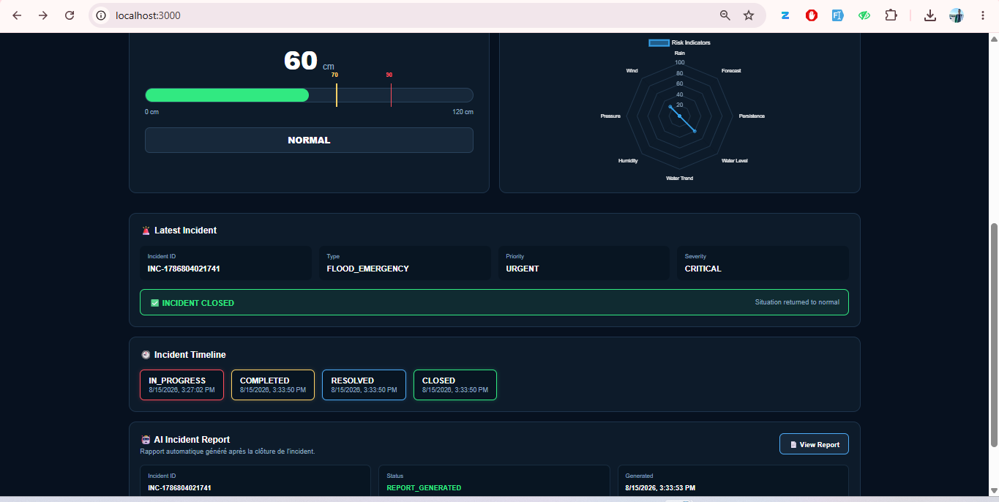 localhost:3000
60 cm
70
90
0 cm
120 cm
NORMAL
Risk Indicators
Rain
Wind
Forecast
100
80
60
40
20
Pressure
Persistence
Humidity
Water Level
Water Trend
Latest Incident
Incident ID
INC-1786804021741
Type
FLOOD_EMERGENCY
Priority
URGENT
Severity
CRITICAL
INCIDENT CLOSED
Situation returned to normal
Incident Timeline
IN_PROGRESS
8/15/2026, 3:27:02 PM
COMPLETED
8/15/2026, 3:33:50 PM
RESOLVED
8/15/2026, 3:33:50 PM
CLOSED
8/15/2026, 3:33:50 PM
AI Incident Report
Rapport automatique généré après la clôture de l'incident.
View Report
Incident ID
INC-1786804021741
Status
REPORT_GENERATED
Generated
8/15/2026, 3:33:53 PM